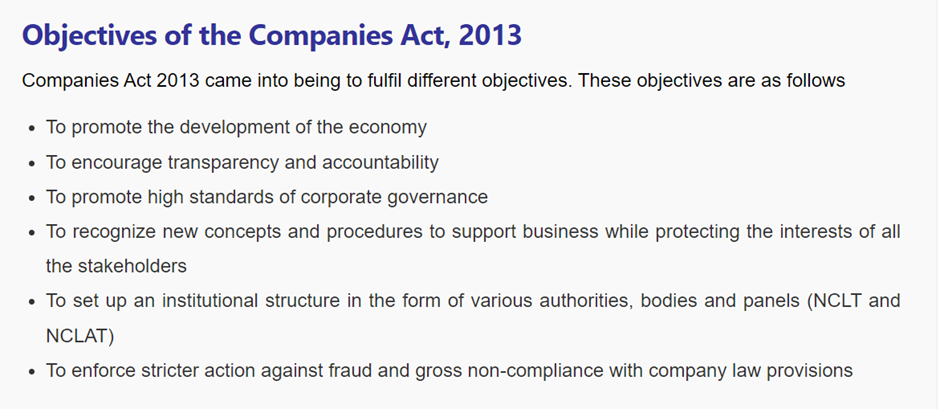 Objectives of the Companies Act, 2013
Companies Act 2013 came into being to fulfil different objectives. These objectives are as follows
• To promote the development of the economy
• To encourage transparency and accountability
• To promote high standards of corporate governance
• To recognize new concepts and procedures to support business while protecting the interests of all
the stakeholders
• To set up an institutional structure in the form of various authorities, bodies and panels (NCLT and
NCLAT)
• To enforce stricter action against fraud and gross non-compliance with company law provisions